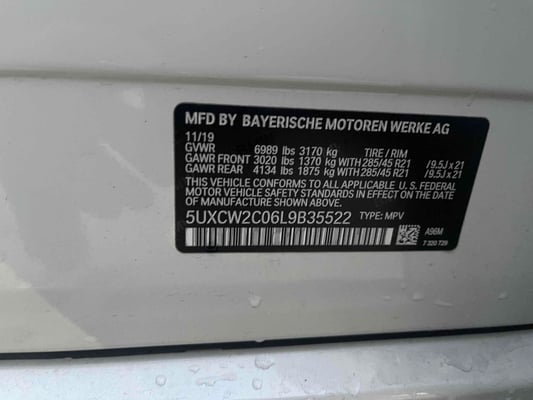 MFD BY BAYERISCHE MOTOREN WERKE AG
11/19
GVWR 6989 lbs 3170 kg TIRE / RIM
GAWR FRONT 3020 lbs 1370 kg WITH 285/45 R21 /9.5J x 21
GAWR REAR 4134 lbs 1875 kg WITH 285/45 R21 /9.5J x 21
THIS VEHICLE CONFORMS TO ALL APPLICABLE U.S. FEDERAL
MOTOR VEHICLE SAFETY STANDARDS IN EFFECT ON THE DATE OF
MANUFACTURE SHOWN ABOVE.
5UXCW2C06L9B35522 TYPE: MPV
A96M
7 320 729